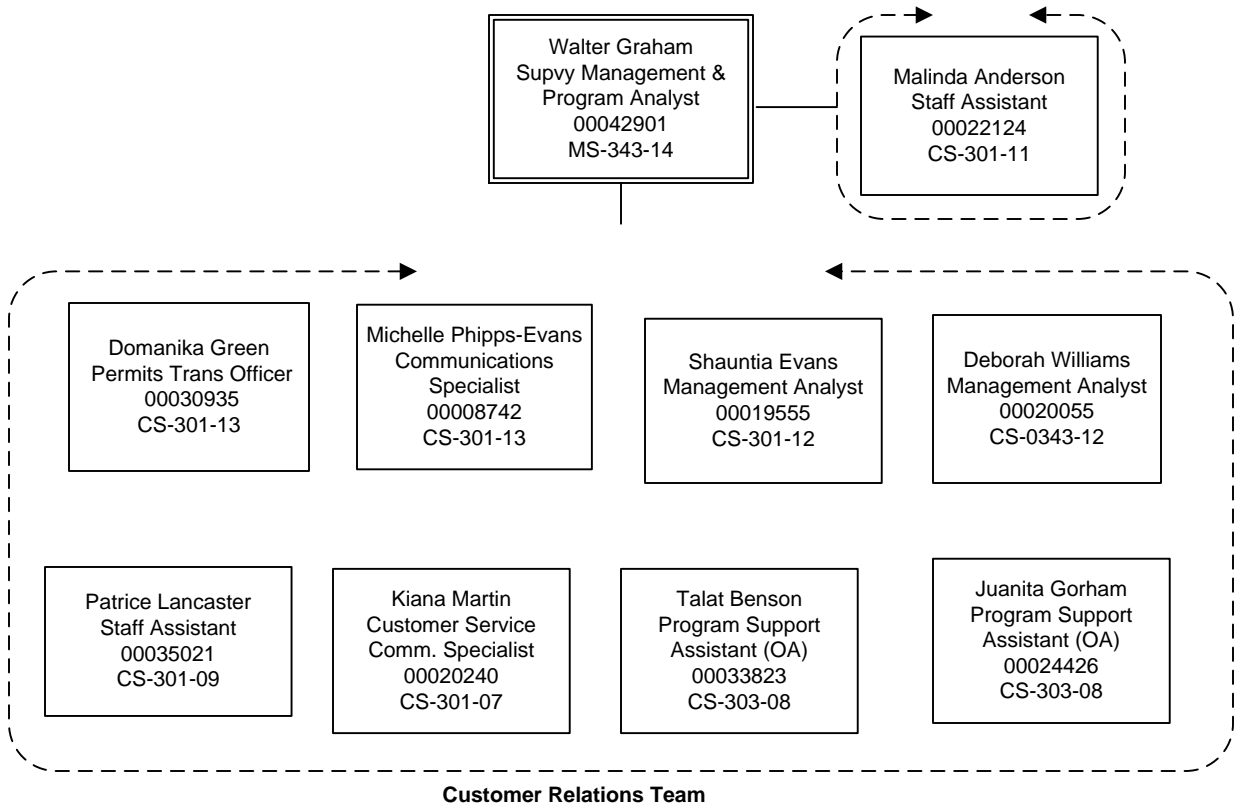 Walter Graham
Supvy Management &
Program Analyst
00042901
MS-343-14
Malinda Anderson
Staff Assistant
00022124
CS-301-11
Domanika Green
Permits Trans Officer
00030935
CS-301-13
Michelle Phipps-Evans
Communications
Specialist
00008742
CS-301-13
Shauntia Evans
Management Analyst
00019555
CS-301-12
Deborah Williams
Management Analyst
00020055
CS-0343-12
Patrice Lancaster
Staff Assistant
00035021
CS-301-09
Kiana Martin
Customer Service
Comm. Specialist
00020240
CS-301-07
Talat Benson
Program Support
Assistant (OA)
00033823
CS-303-08
Juanita Gorham
Program Support
Assistant (OA)
00024426
CS-303-08
Customer Relations Team